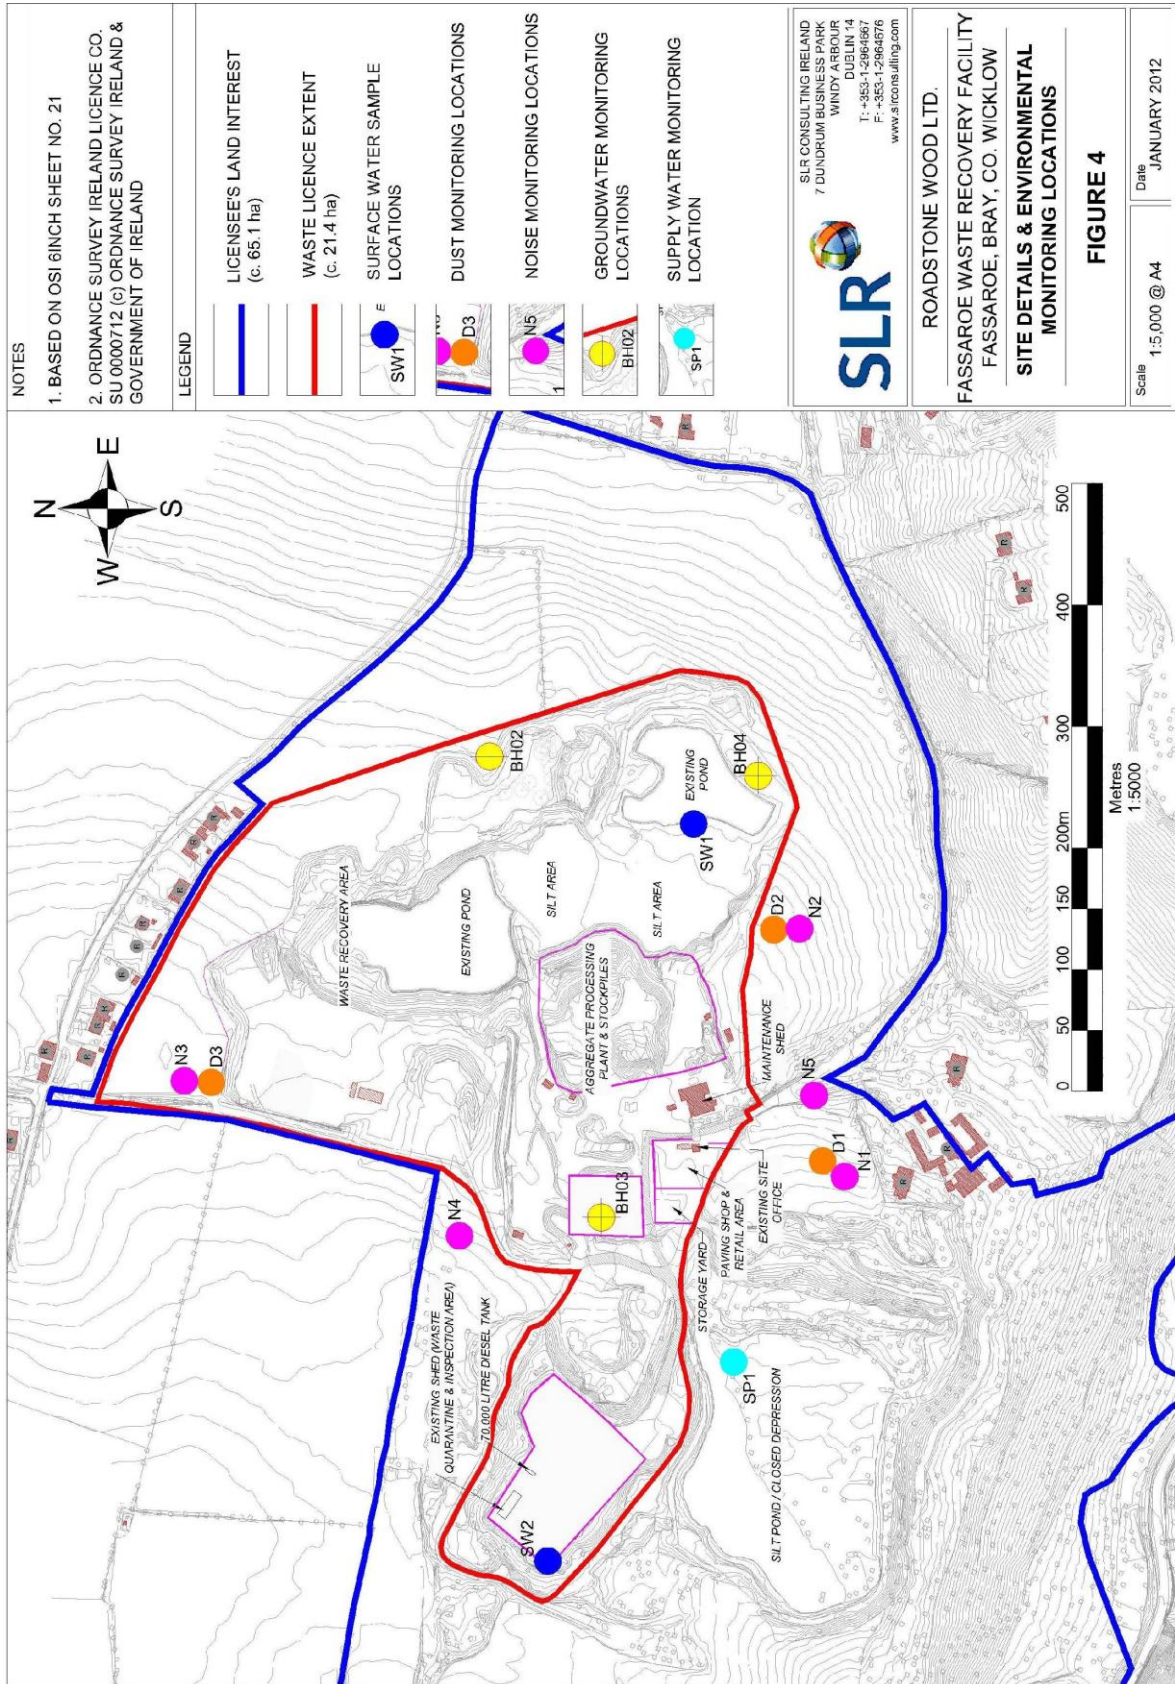 NOTES
1. BASED ON OSI 6INCH SHEET NO. 21
2. ORDNANCE SURVEY IRELAND LICENCE CO.
SU 0000712 (c) ORDNANCE SURVEY IRELAND &
GOVERNMENT OF IRELAND
LEGEND
LICENSEE'S LAND INTEREST
(c. 65.1 ha)
WASTE LICENCE EXTENT
(c. 21.4 ha)
SW1
E
SURFACE WATER SAMPLE
LOCATIONS
D3
DUST MONITORING LOCATIONS
N5
1
NOISE MONITORING LOCATIONS
BH02
GROUNDWATER MONITORING
LOCATIONS
SP1
SUPPLY WATER MONITORING
LOCATION
SLR
SLR CONSULTING IRELAND
7 DUNDRUM BUSINESS PARK
WINDY ARBOUR
DUBLIN 14
T: +353-1-2964667
F: +353-1-2964676
www.slrconsulting.com
ROADSTONE WOOD LTD.
FASSAROE WASTE RECOVERY FACILITY
FASSAROE, BRAY, CO. WICKLOW
SITE DETAILS & ENVIRONMENTAL
MONITORING LOCATIONS
FIGURE 4
Scale
1:5,000 @ A4
Date
JANUARY 2012
N
W
E
S
N3
D3
N4
BH02
WASTE RECOVERY AREA
EXISTING POND
SILT AREA
SILT AREA
EXISTING
POND
SW1
BH04
AGGREGATE PROCESSING
PLANT & STOCKPILES
D2
N2
MAINTENANCE
SHED
N5
D1
N1
BH03
EXISTING SITE
OFFICE
PAVING SHOP &
RETAIL AREA
STORAGE YARD
EXISTING SHED (WASTE
QUARANTINE & INSPECTION AREA)
70,000 LITRE DIESEL TANK
SW2
SP1
SILT POND / CLOSED DEPRESSION
R
R
R
R
R
R
R
R
R
R
R
R
R
R
0
50
100
150
200m
300
400
500
Metres
1:5000